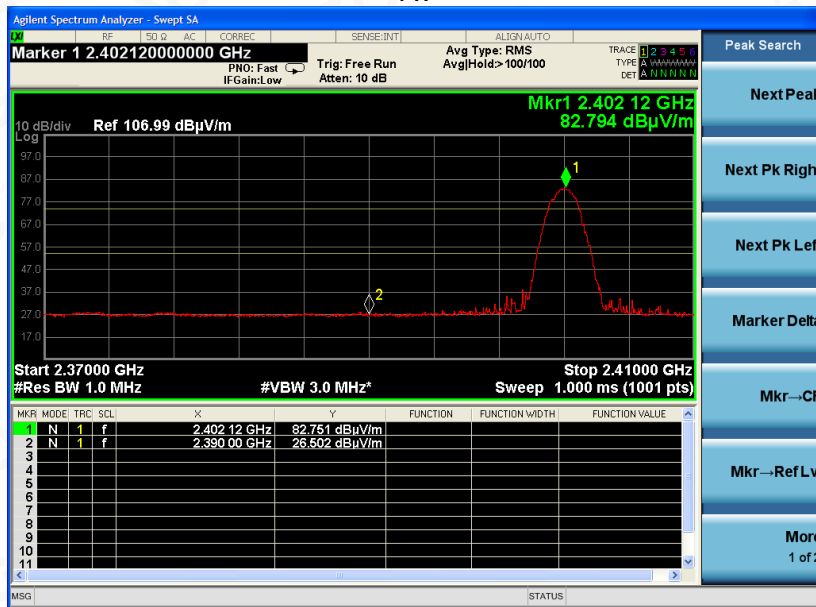 Agilent Spectrum Analyzer - Swept SA
LXI RF 50 Ω AC CORREC SENSE:INT ALIGN AUTO
Marker 1 2.402120000000 GHz
PNO: Fast
IFGain:Low
Trig: Free Run
Atten: 10 dB
Avg Type: RMS
Avg|Hold:>100/100
TRACE 1 2 3 4 5 6
TYPE A WWWWW
DET A N N N N N
Mkr1 2.402 12 GHz
82.794 dBµV/m
10 dB/div Ref 106.99 dBµV/m
Log
97.0
87.0
77.0
67.0
57.0
47.0
37.0
27.0
17.0
1
2
Start 2.37000 GHz Stop 2.41000 GHz
#Res BW 1.0 MHz #VBW 3.0 MHz* Sweep 1.000 ms (1001 pts)
MKR MODE TRC SCL X Y FUNCTION FUNCTION WIDTH FUNCTION VALUE
1 N 1 f 2.402 12 GHz 82.751 dBµV/m
2 N 1 f 2.390 00 GHz 26.502 dBµV/m
3
4
5
6
7
8
9
10
11
MSG STATUS
Peak Search
Next Peal
Next Pk Righ
Next Pk Lef
Marker Delta
Mkr→CF
Mkr→Ref Lv
More
1 of 2